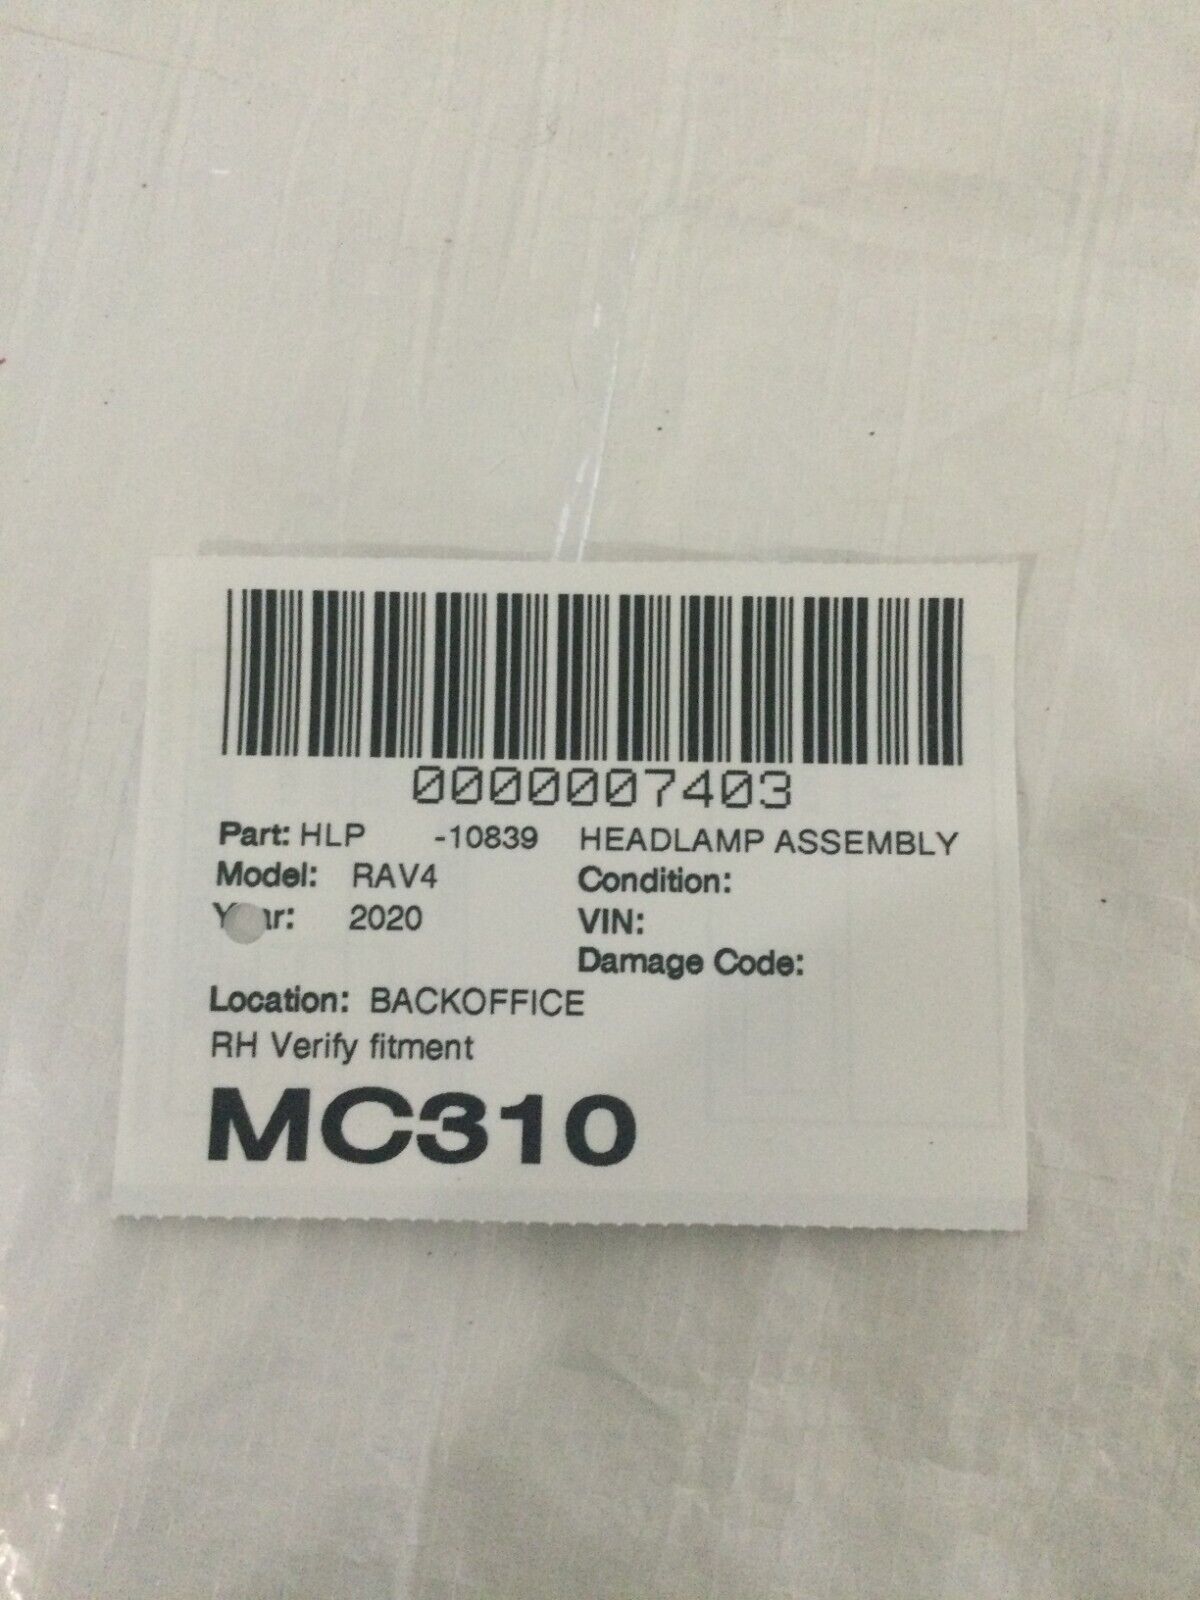 0000007403
Part: HLP -10839 HEADLAMP ASSEMBLY
Model: RAV4 Condition:
2020 VIN:
Damage Code:
Location: BACKOFFICE
RH Verify fitment
MC310